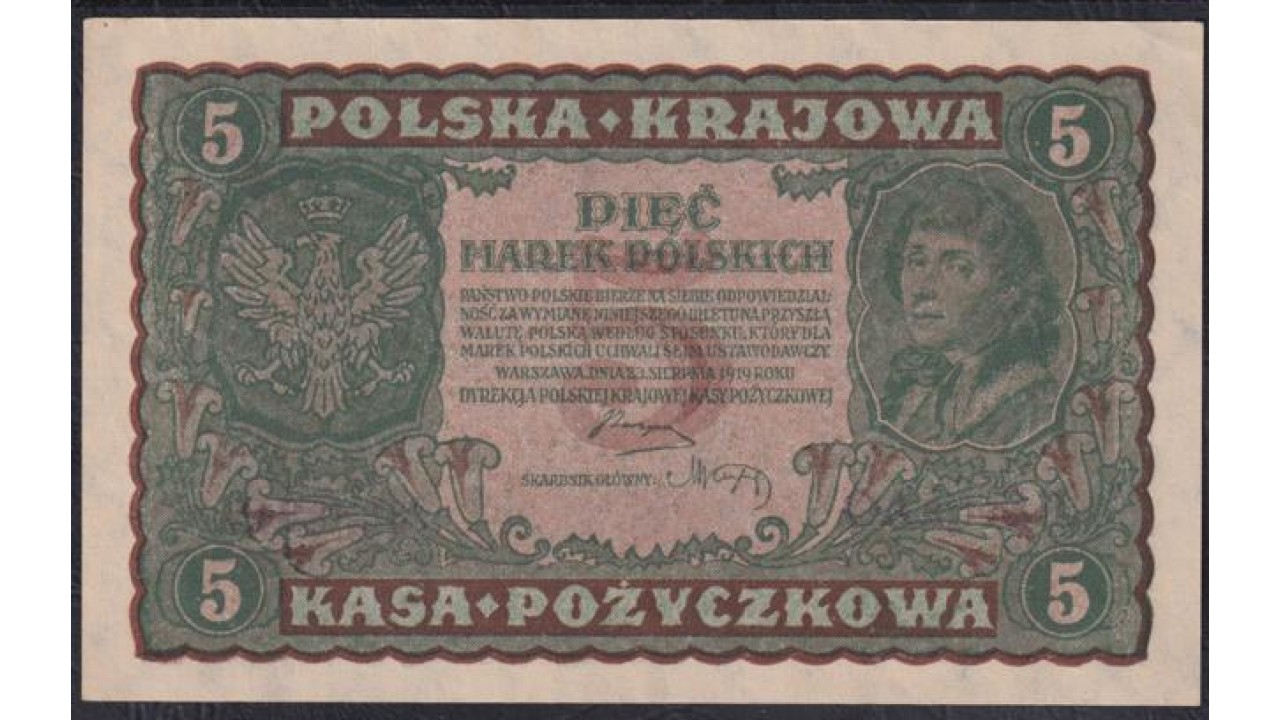 5 POLSKA·KRAJOWA 5
PIĘĆ
MAREK POLSKICH
PAŃSTWO POLSKIE BIERZE NA SIEBIE ODPOWIEDZIAL-
NOŚĆ ZA WYMIANĘ NINIEJSZEGO BILETU NA PRZYSZŁĄ
WALUTĘ POLSKĄ WEDŁUG STOSUNKU, KTÓRY DLA
MAREK POLSKICH UCHWALI SEJM USTAWODAWCZY.
WARSZAWA, DNIA 23. SIERPNIA 1919 ROKU
DYREKCJA POLSKIEJ KRAJOWEJ KASY POŻYCZKOWEJ
SKARBNIK GŁÓWNY:
5 KASA·POŻYCZKOWA 5